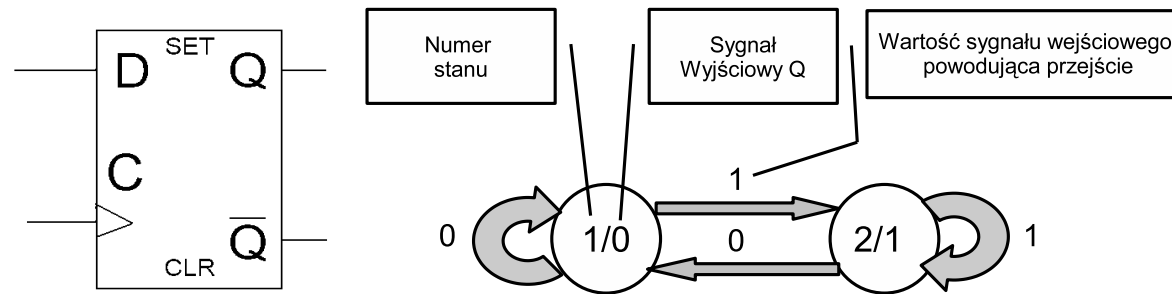 SET
D
Q
C
Q
CLR
Numer
stanu
Sygnał
Wyjściowy Q
Wartość sygnału wejściowego
powodująca przejście
1
0
1/0
0
2/1
1